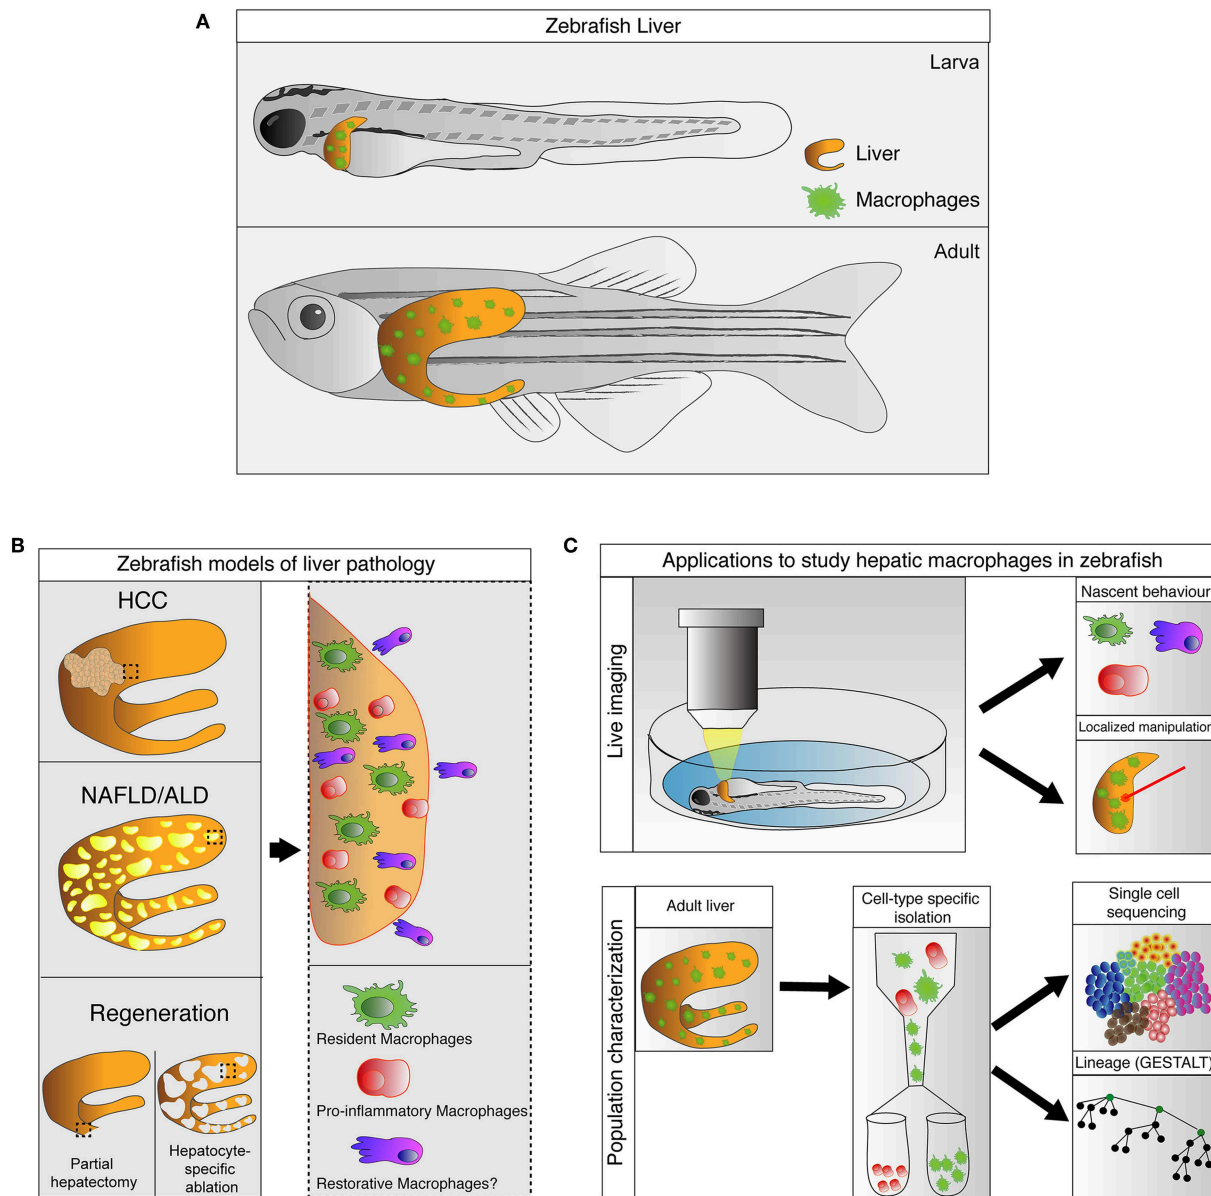 A
Zebrafish Liver
Larva
Liver
Macrophages
Adult
B
Zebrafish models of liver pathology
HCC
NAFLD/ALD
Regeneration
Partial
hepatectomy
Hepatocyte-
specific
ablation
Resident Macrophages
Pro-inflammatory Macrophages
Restorative Macrophages?
C
Applications to study hepatic macrophages in zebrafish
Live imaging
Nascent behaviour
Localized manipulation
Population characterization
Adult liver
Cell-type specific
isolation
Single cell
sequencing
Lineage (GESTALT)